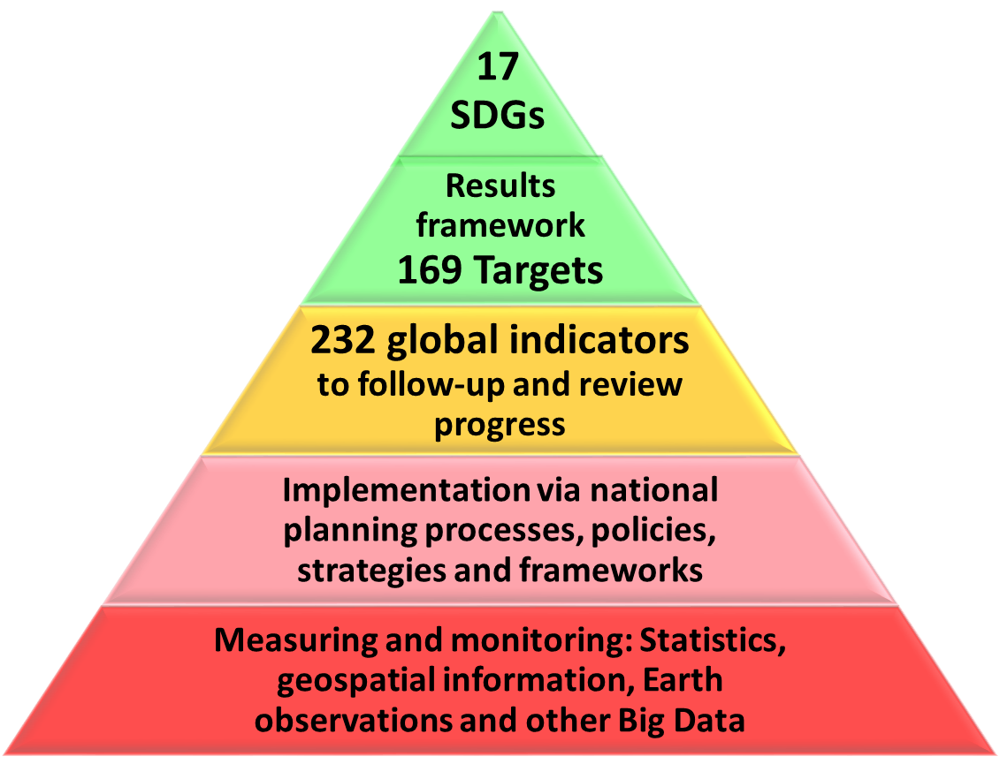 17
SDGs
Results
framework
169 Targets
232 global indicators
to follow-up and review
progress
Implementation via national
planning processes, policies,
strategies and frameworks
Measuring and monitoring: Statistics,
geospatial information, Earth
observations and other Big Data